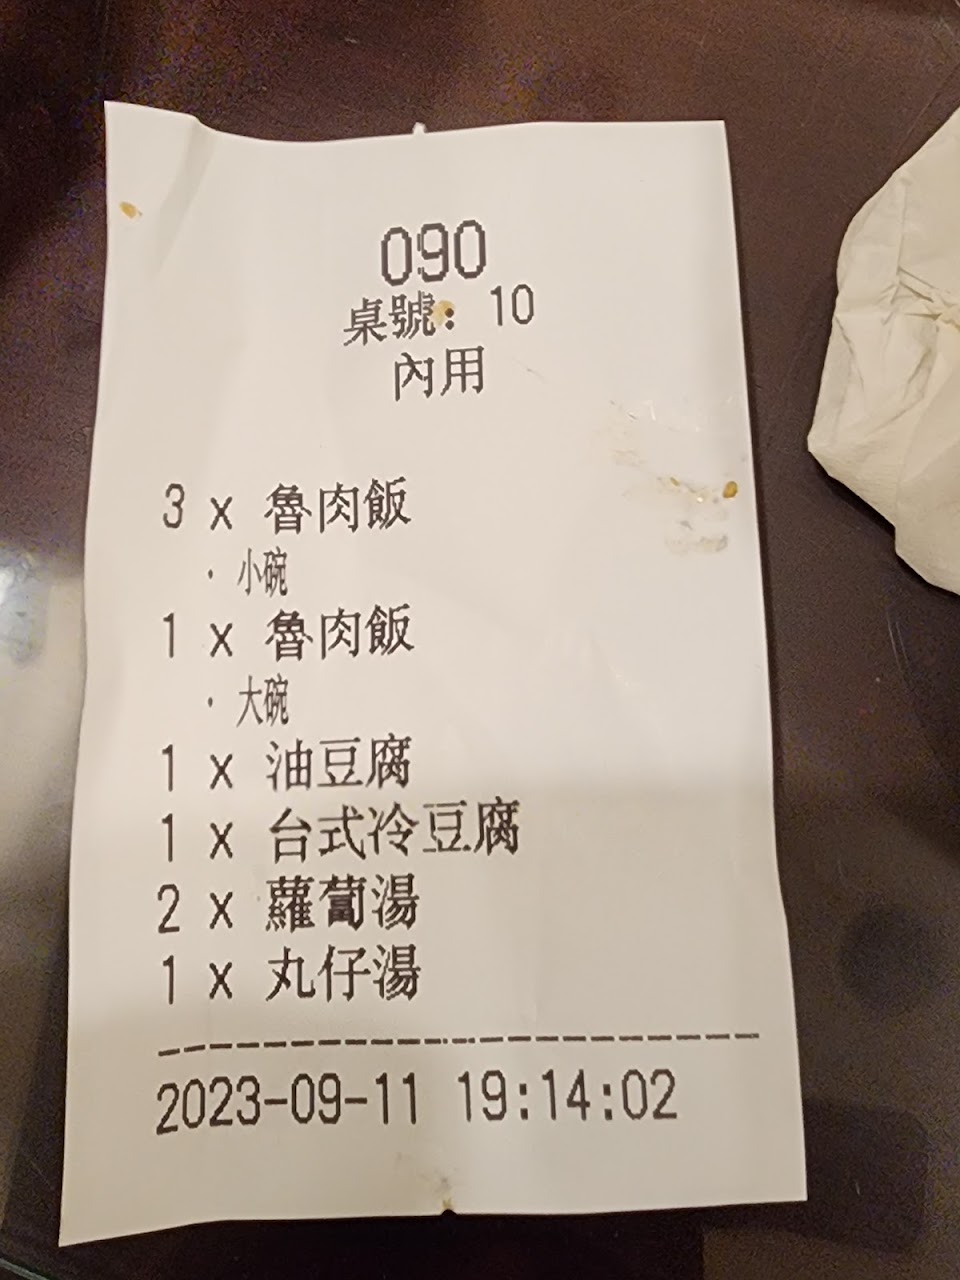 090
桌號: 10
內用
3 x 魯肉飯
· 小碗
1 x 魯肉飯
· 大碗
1 x 油豆腐
1 x 台式冷豆腐
2 x 蘿蔔湯
1 x 丸仔湯
2023-09-11 19:14:02